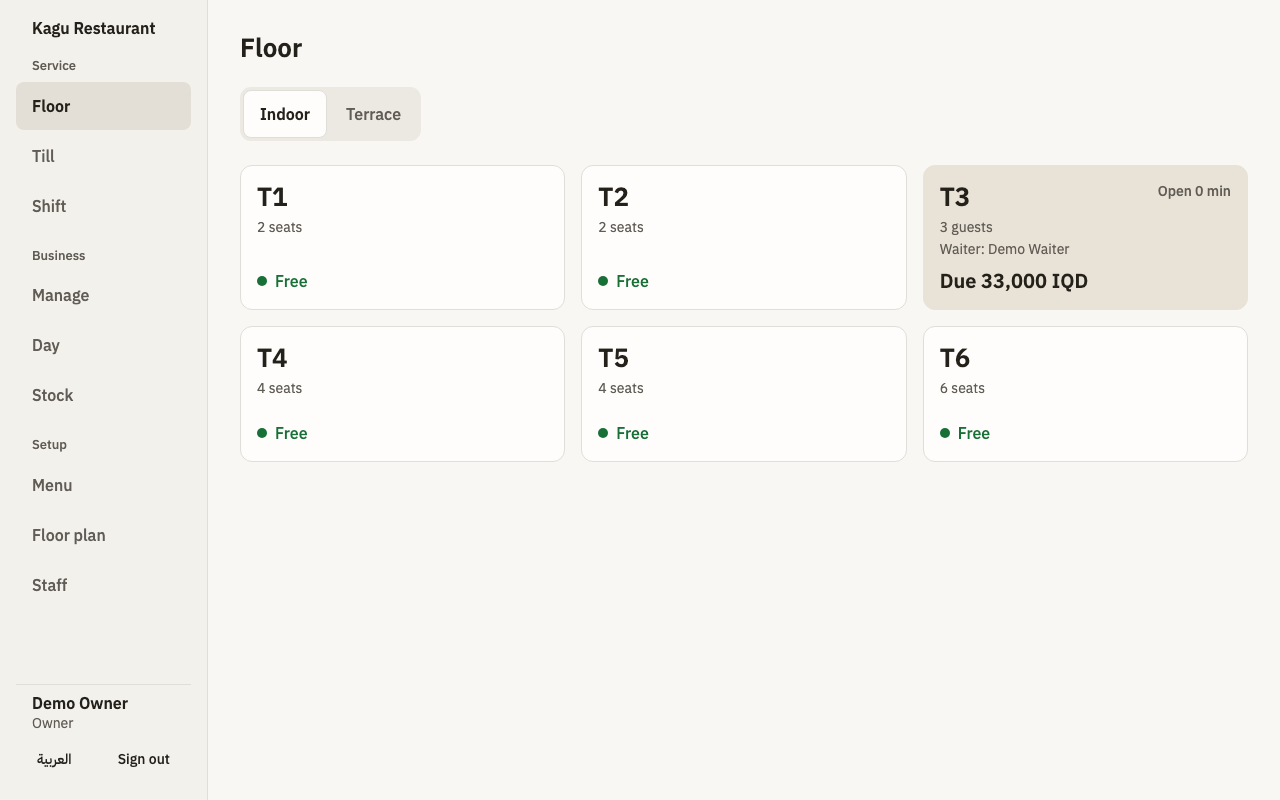 Kagu Restaurant
Service
Floor
Till
Shift
Business
Manage
Day
Stock
Setup
Menu
Floor plan
Staff
Demo Owner
Owner
العربية
Sign out
Floor
Indoor
Terrace
T1
2 seats
Free
T2
2 seats
Free
T3
Open 0 min
3 guests
Waiter: Demo Waiter
Due 33,000 IQD
T4
4 seats
Free
T5
4 seats
Free
T6
6 seats
Free